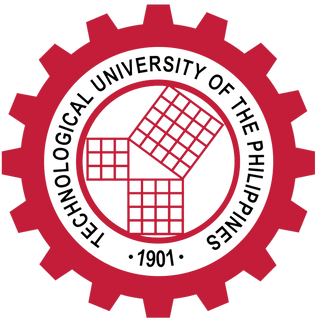 TECHNOLOGICAL UNIVERSITY OF THE PHILIPPINES
· 1901 ·